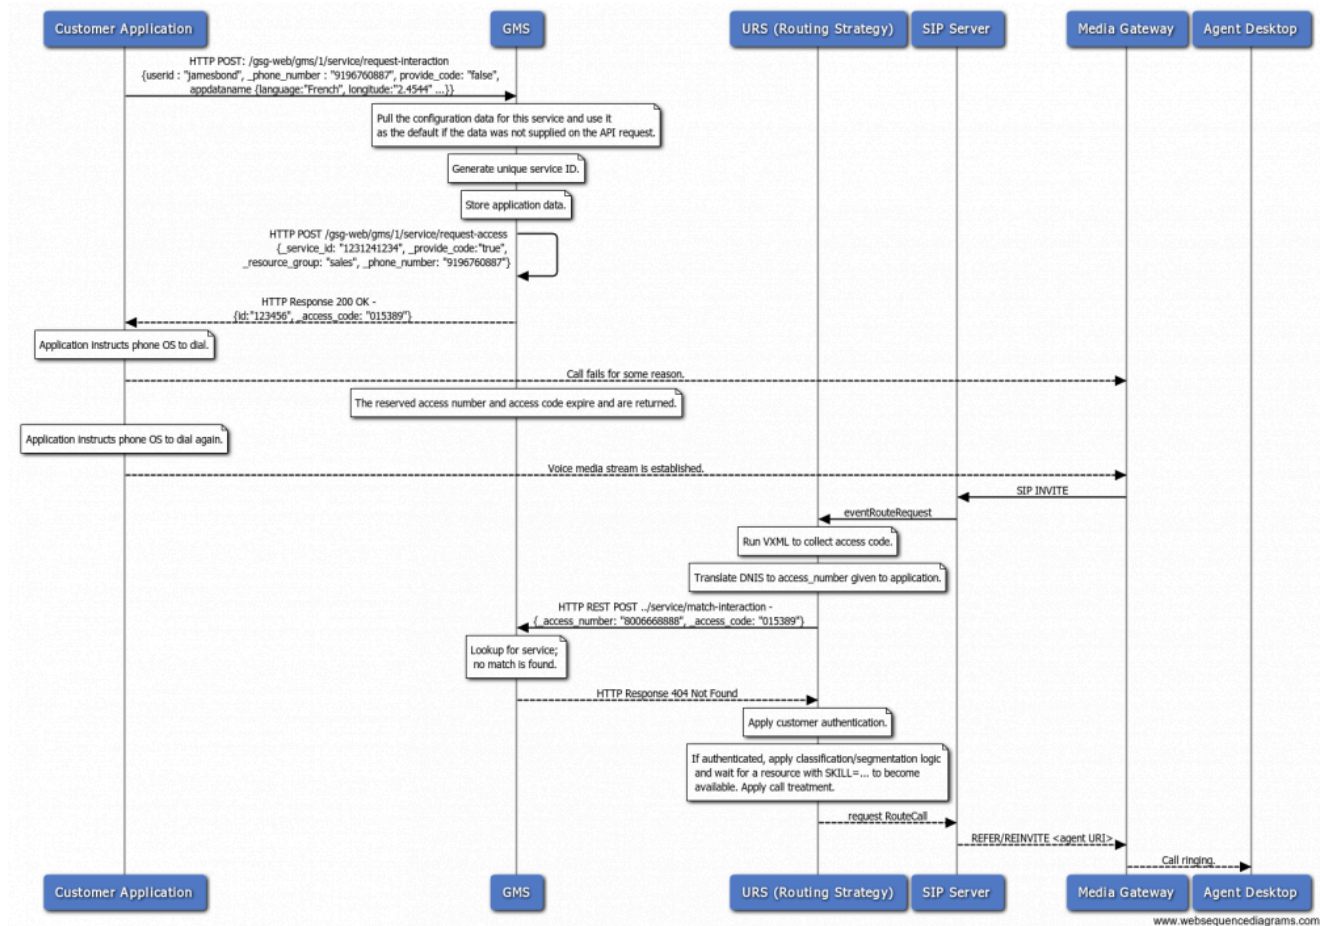 Customer Application
GMS
URS (Routing Strategy)
SIP Server
Media Gateway
Agent Desktop
HTTP POST: /gsg-web/gms/1/service/request-interaction
{userid : "jamesbond", _phone_number : "9196760887", provide_code: "false",
appdataname {language:"French", longitude:"2.4544" ...}}
Pull the configuration data for this service and use it
as the default if the data was not supplied on the API request.
Generate unique service ID.
Store application data.
HTTP POST /gsg-web/gms/1/service/request-access
{_service_id: "1231241234", _provide_code:"true",
_resource_group: "sales", _phone_number: "9196760887"}
HTTP Response 200 OK -
{id:"123456", _access_code: "015389"}
Application instructs phone OS to dial.
Call fails for some reason.
The reserved access number and access code expire and are returned.
Application instructs phone OS to dial again.
Voice media stream is established.
SIP INVITE
eventRouteRequest
Run VXML to collect access code.
Translate DNIS to access_number given to application.
HTTP REST POST ../service/match-interaction -
{_access_number: "8006668888", _access_code: "015389"}
Lookup for service;
no match is found.
HTTP Response 404 Not Found
Apply customer authentication.
If authenticated, apply classification/segmentation logic
and wait for a resource with SKILL=... to become
available. Apply call treatment.
request RouteCall
REFER/REINVITE <agent URI>
Call ringing.
Customer Application
GMS
URS (Routing Strategy)
SIP Server
Media Gateway
Agent Desktop
www.websequencediagrams.com